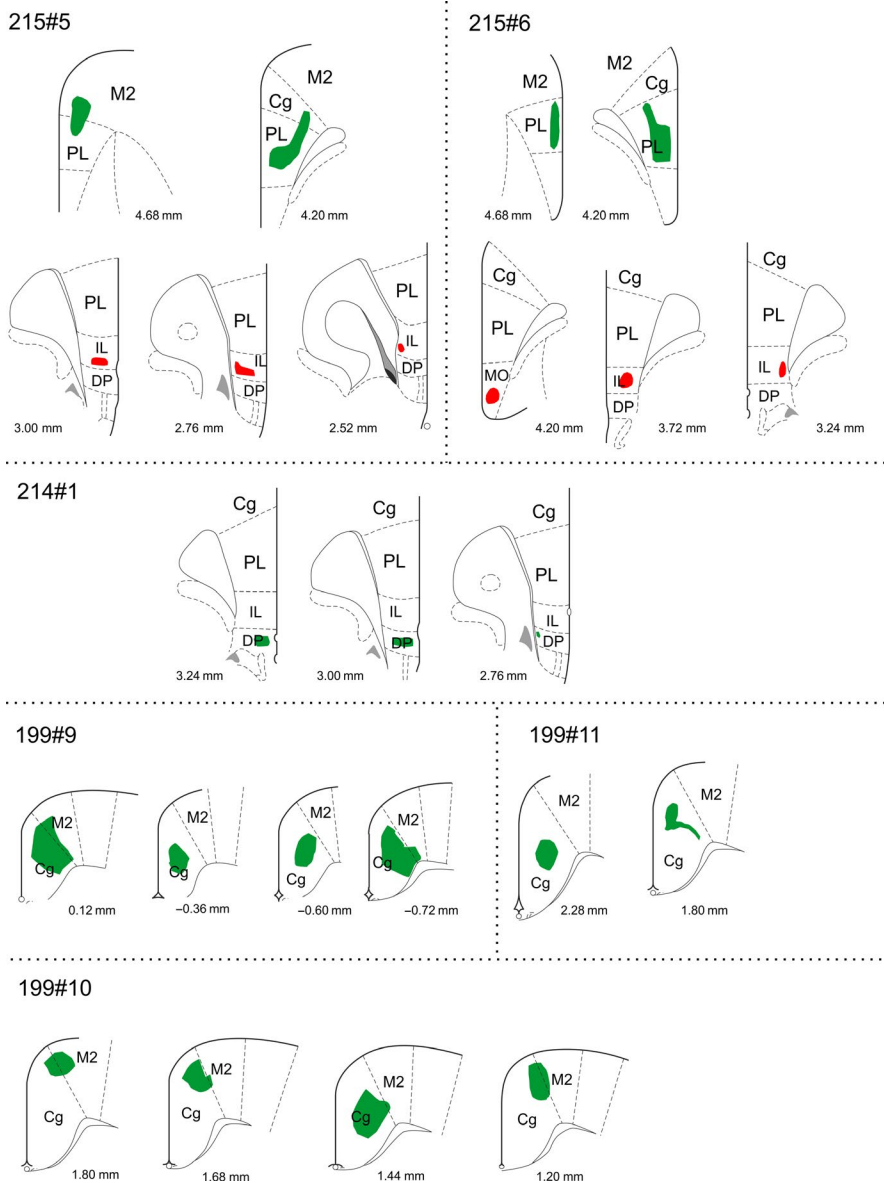 215#5
M2
PL
4.68 mm
M2
Cg
PL
4.20 mm
PL
IL
DP
3.00 mm
PL
IL
DP
2.76 mm
PL
IL
DP
2.52 mm
215#6
M2
PL
4.68 mm
M2
Cg
PL
4.20 mm
Cg
PL
MO
4.20 mm
Cg
PL
IL
DP
3.72 mm
Cg
PL
IL
DP
3.24 mm
214#1
Cg
PL
IL
DP
3.24 mm
Cg
PL
IL
DP
3.00 mm
Cg
PL
IL
DP
2.76 mm
199#9
M2
Cg
0.12 mm
M2
Cg
–0.36 mm
M2
Cg
–0.60 mm
M2
Cg
–0.72 mm
199#11
M2
Cg
2.28 mm
M2
Cg
1.80 mm
199#10
M2
Cg
1.80 mm
M2
Cg
1.68 mm
M2
Cg
1.44 mm
M2
Cg
1.20 mm